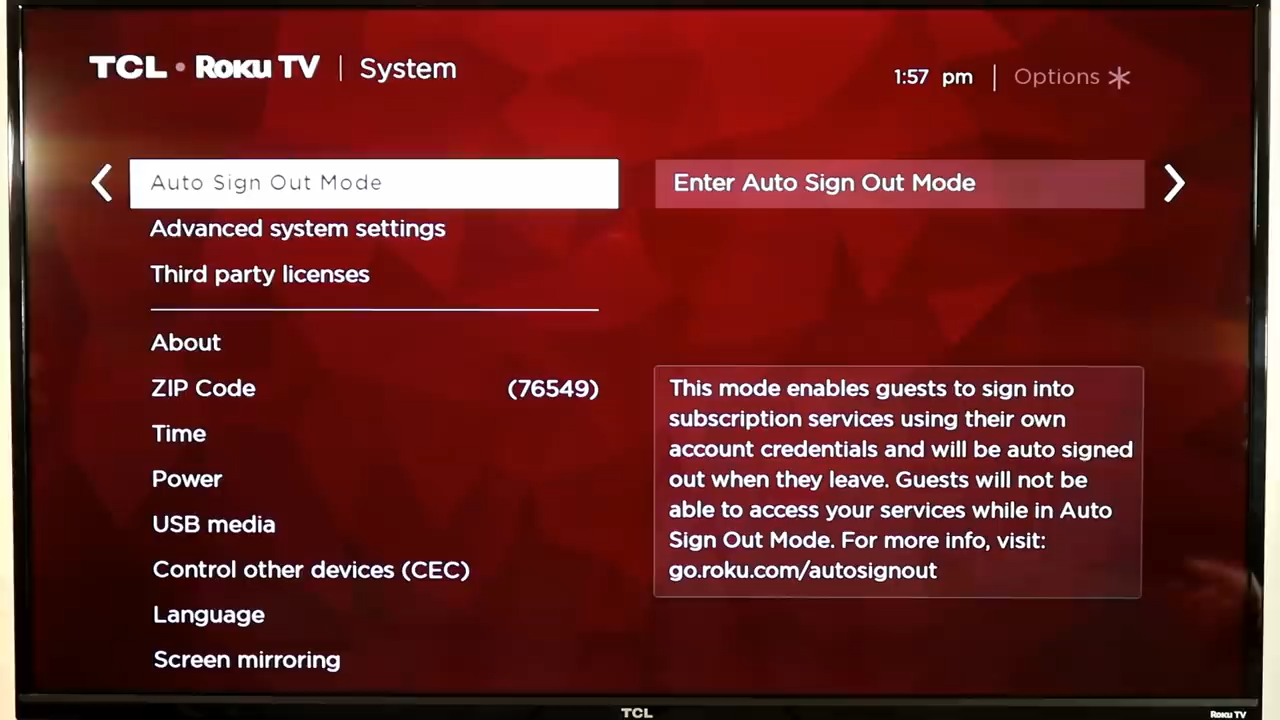 TCL • Roku TV | System
1:57 pm | Options
Auto Sign Out Mode
Enter Auto Sign Out Mode
Advanced system settings
Third party licenses
About
ZIP Code (76549)
Time
Power
USB media
Control other devices (CEC)
Language
Screen mirroring
This mode enables guests to sign into
subscription services using their own
account credentials and will be auto signed
out when they leave. Guests will not be
able to access your services while in Auto
Sign Out Mode. For more info, visit:
go.roku.com/autosignout
TCL
Roku TV